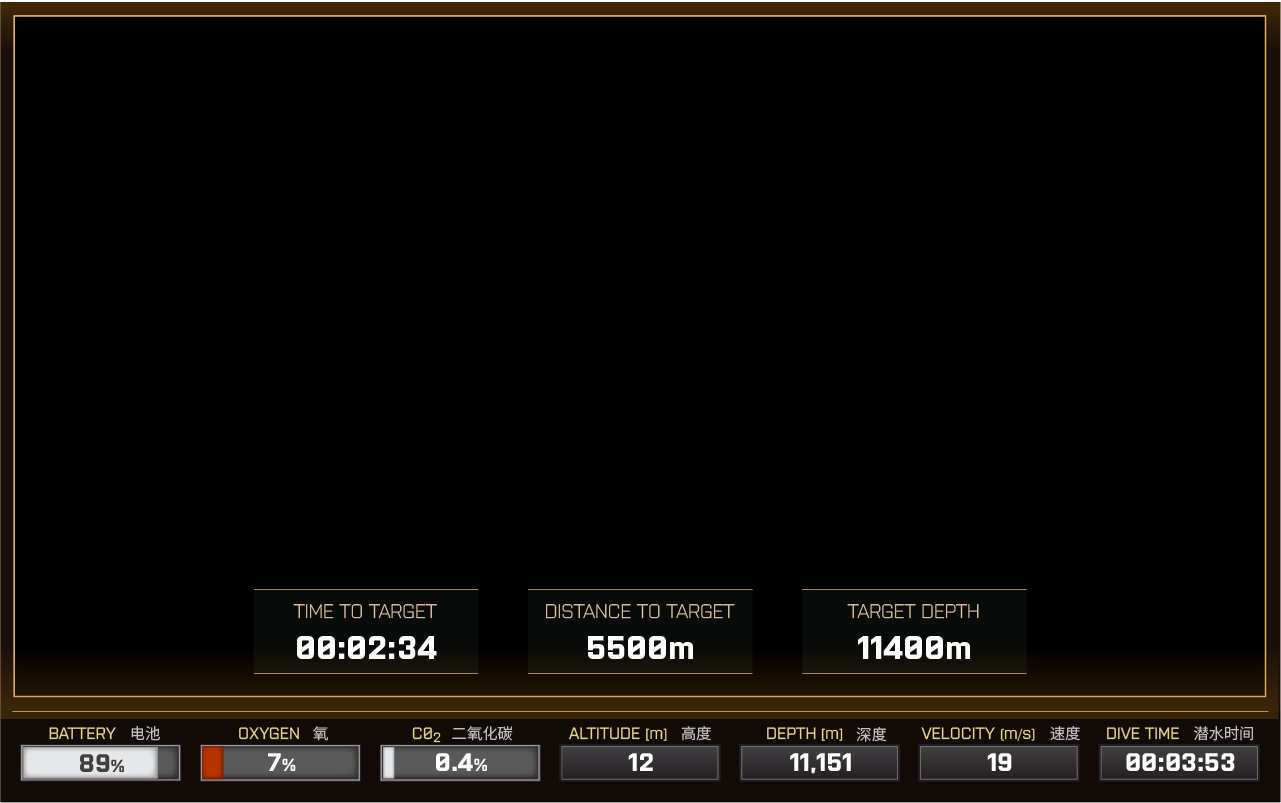 TIME TO TARGET
00:02:34
DISTANCE TO TARGET
5500m
TARGET DEPTH
11400m
BATTERY 电池
89%
OXYGEN 氧
7%
C0₂ 二氧化碳
0.4%
ALTITUDE [m] 高度
12
DEPTH [m] 深度
11,151
VELOCITY (m/s) 速度
19
DIVE TIME 潜水时间
00:03:53